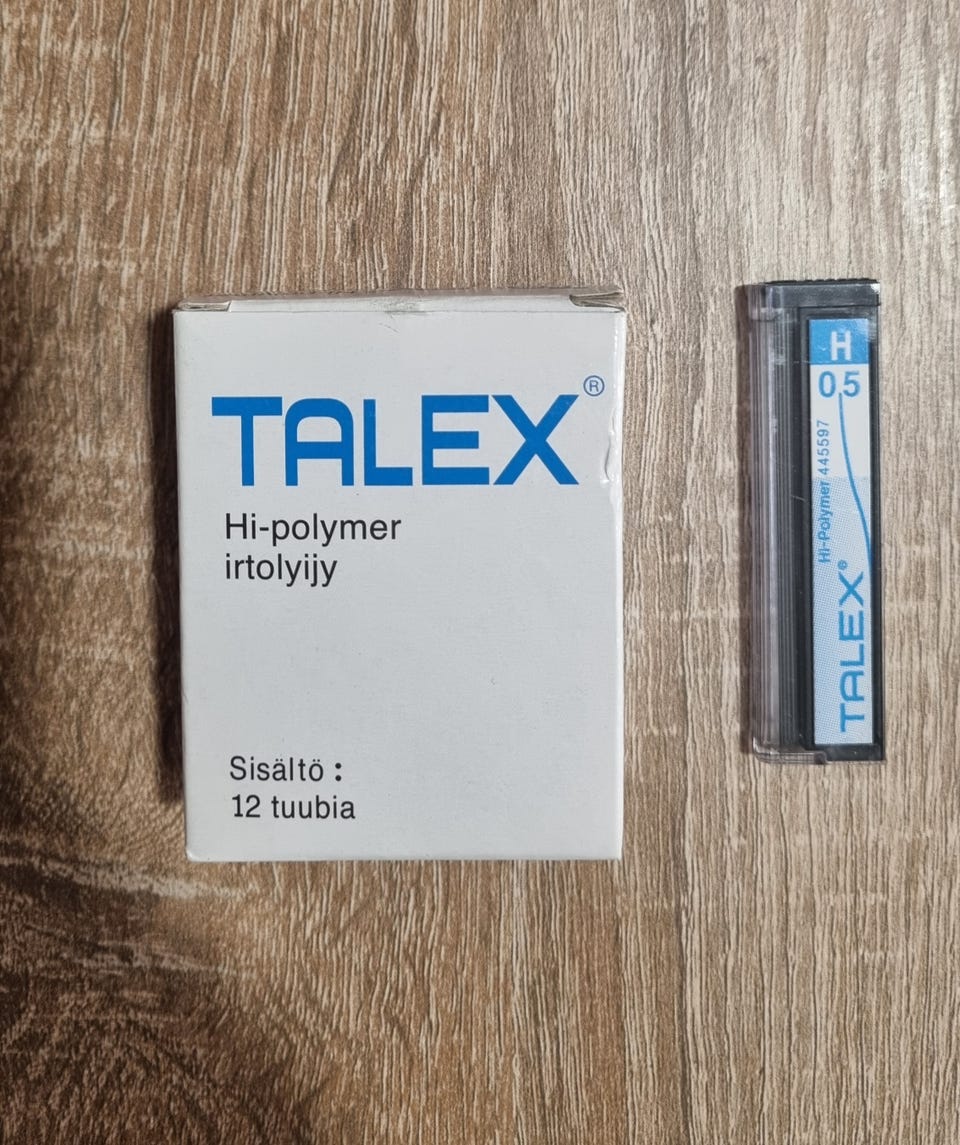 TALEX®
Hi-polymer
irtolyijy
Sisältö :
12 tuubia
H
0.5
Hi-Polymer 445597
TALEX®